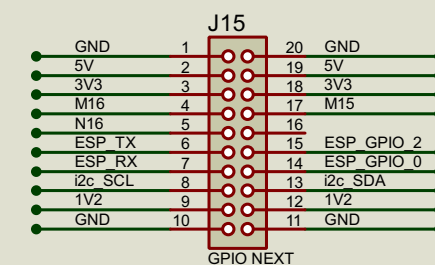 J15
GND 1 20 GND
5V 2 19 5V
3V3 3 18 3V3
M16 4 17 M15
N16 5 16
ESP_TX 6 15 ESP_GPIO_2
ESP_RX 7 14 ESP_GPIO_0
i2c_SCL 8 13 i2c_SDA
1V2 9 12 1V2
GND 10 11 GND
GPIO NEXT